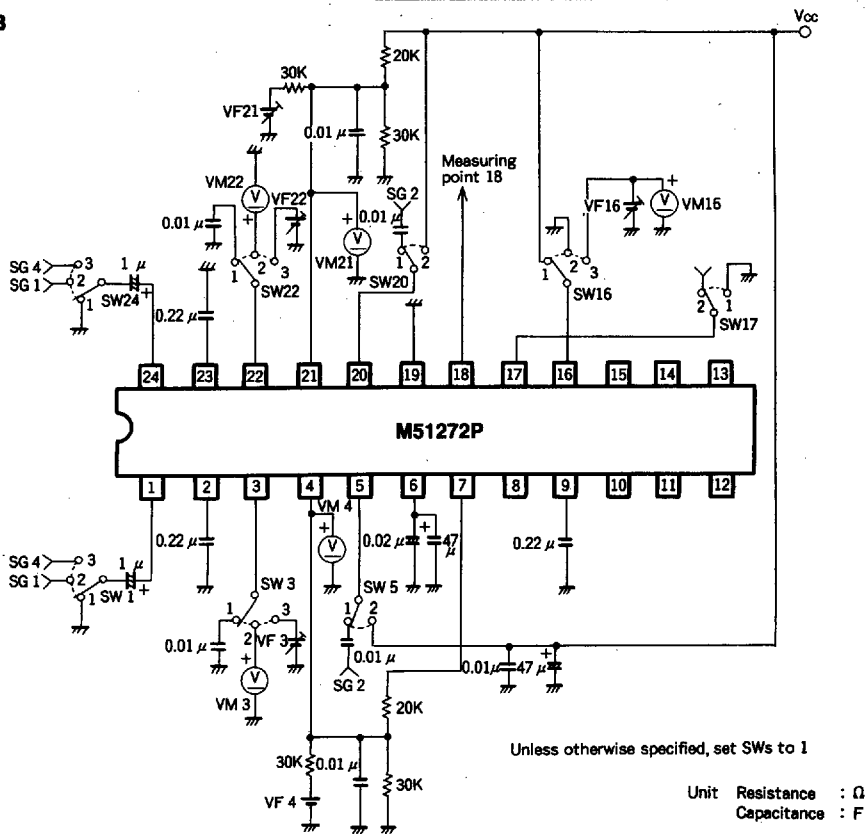 B
Vcc
30K
20K
VF21
0.01 μ
30K
Measuring
point 18
VM22
VF22
SG 2
0.01 μ
0.01 μ
+
+
V
V
VM21
1 2 3
SW22
1 2
SW20
VF16
+
V
VM16
1 2 3
SW16
2 1
SW17
SG 4
SG 1
3
2
1
SW24
1 μ
+
0.22 μ
24 23 22 21 20 19 18 17 16 15 14 13
M51272P
1 2 3 4 5 6 7 8 9 10 11 12
SG 4
SG 1
3
2
1
SW 1
1 μ
+
0.22 μ
SW 3
1 2 3
0.01 μ
VF 3
+
V
VM 3
VM 4
+
V
SW 5
1 2
0.01 μ
SG 2
0.02 μ
+
47
μ
0.22 μ
0.01μ
47 μ
+
20K
30K
0.01 μ
30K
VF 4
Unless otherwise specified, set SWs to 1
Unit Resistance : Ω
Capacitance : F